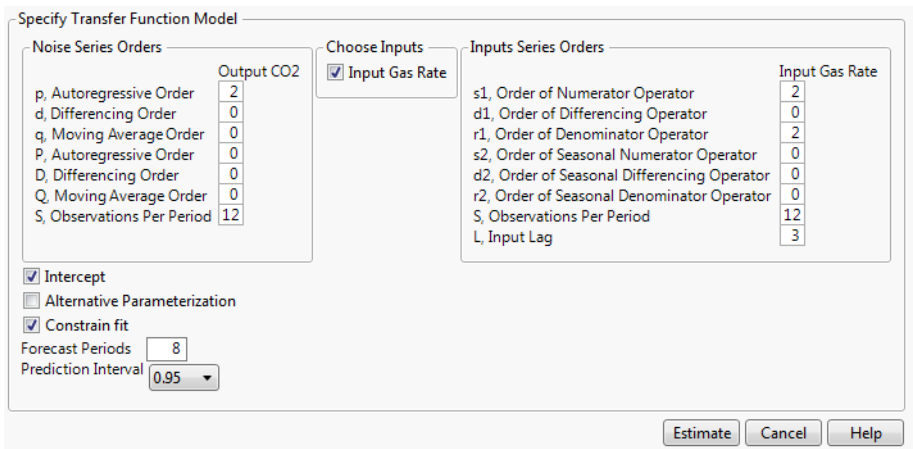 Specify Transfer Function Model
Noise Series Orders
Output CO2
p, Autoregressive Order 2
d, Differencing Order 0
q, Moving Average Order 0
P, Autoregressive Order 0
D, Differencing Order 0
Q, Moving Average Order 0
S, Observations Per Period 12
Choose Inputs
Input Gas Rate
Inputs Series Orders
Input Gas Rate
s1, Order of Numerator Operator 2
d1, Order of Differencing Operator 0
r1, Order of Denominator Operator 2
s2, Order of Seasonal Numerator Operator 0
d2, Order of Seasonal Differencing Operator 0
r2, Order of Seasonal Denominator Operator 0
S, Observations Per Period 12
L, Input Lag 3
Intercept
Alternative Parameterization
Constrain fit
Forecast Periods 8
Prediction Interval 0.95
Estimate Cancel Help